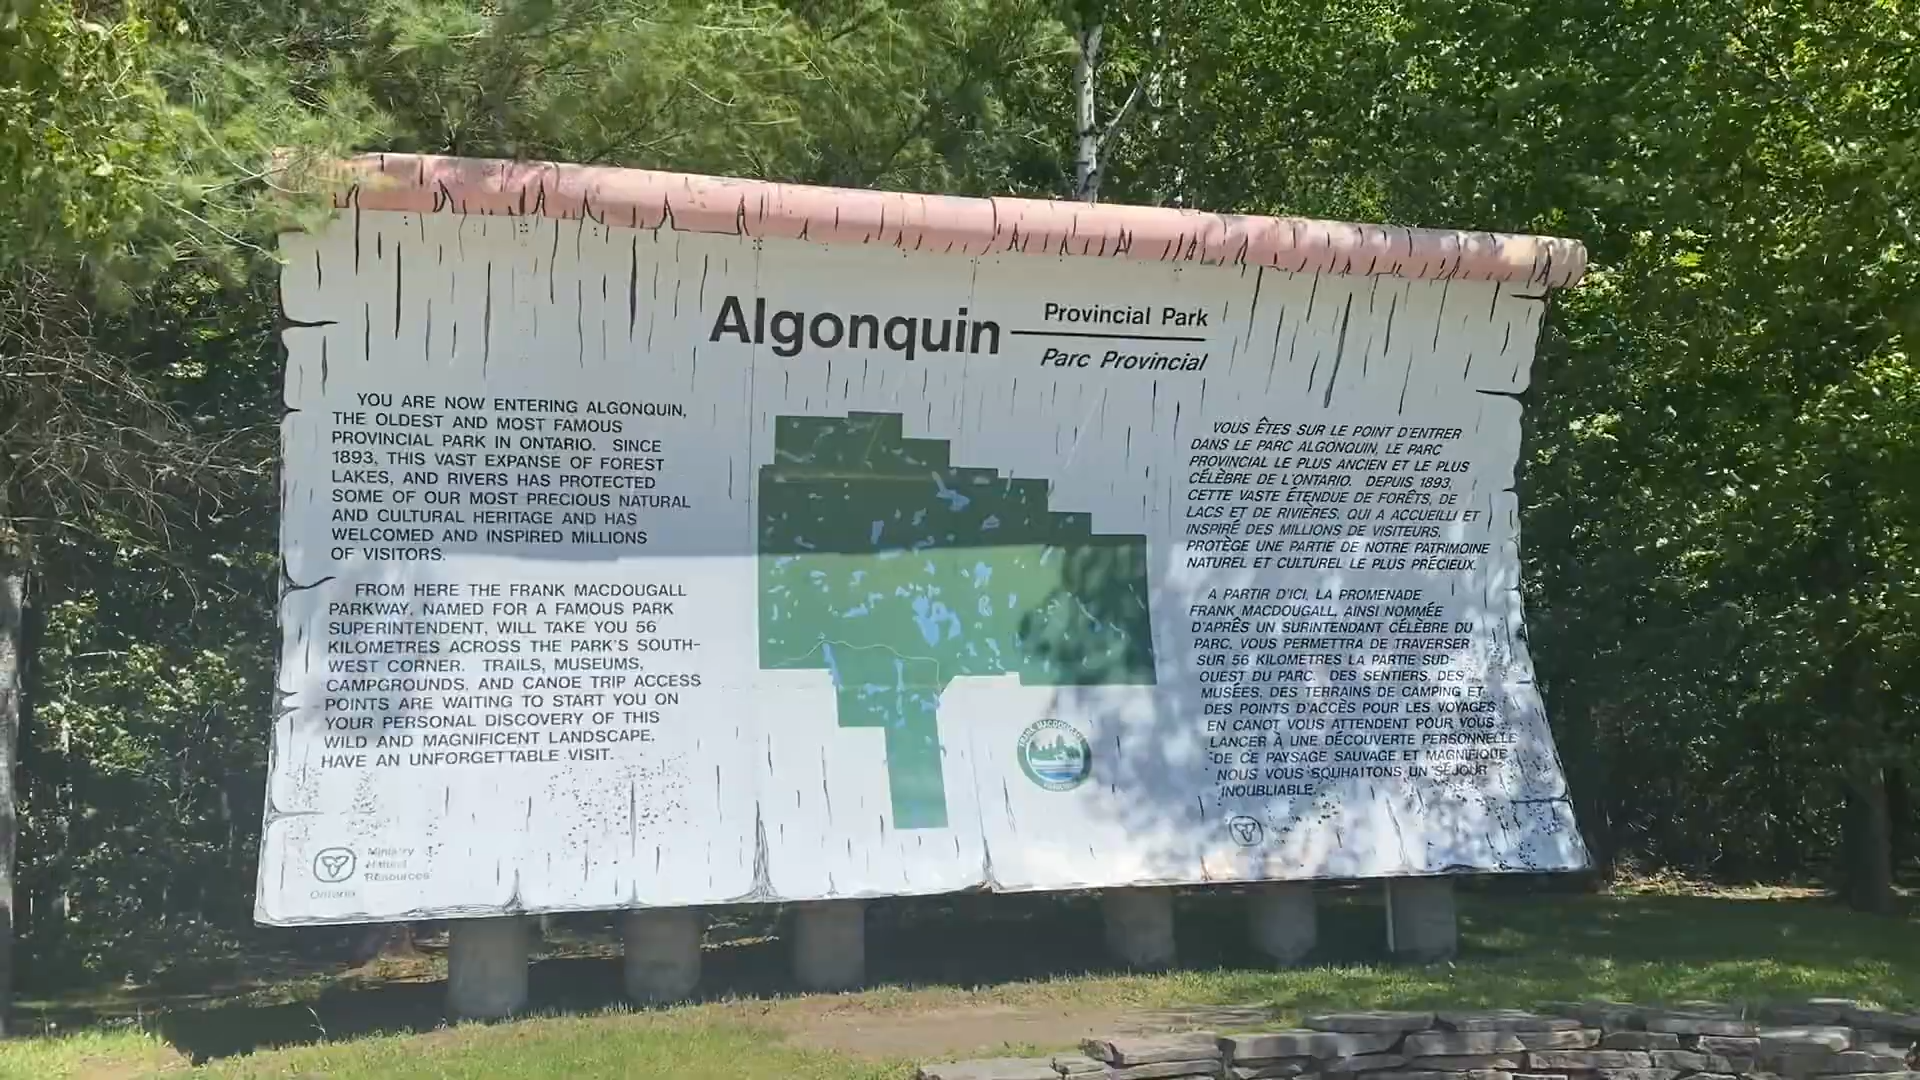 Algonquin
Provincial Park
Parc Provincial
YOU ARE NOW ENTERING ALGONQUIN,
THE OLDEST AND MOST FAMOUS
PROVINCIAL PARK IN ONTARIO. SINCE
1893, THIS VAST EXPANSE OF FOREST
LAKES, AND RIVERS HAS PROTECTED
SOME OF OUR MOST PRECIOUS NATURAL
AND CULTURAL HERITAGE AND HAS
WELCOMED AND INSPIRED MILLIONS
OF VISITORS.
FROM HERE THE FRANK MACDOUGALL
PARKWAY, NAMED FOR A FAMOUS PARK
SUPERINTENDENT, WILL TAKE YOU 56
KILOMETRES ACROSS THE PARK'S SOUTH-
WEST CORNER. TRAILS, MUSEUMS,
CAMPGROUNDS, AND CANOE TRIP ACCESS
POINTS ARE WAITING TO START YOU ON
YOUR PERSONAL DISCOVERY OF THIS
WILD AND MAGNIFICENT LANDSCAPE.
HAVE AN UNFORGETTABLE VISIT.
Ministry
Natural
Resources
Ontario
VOUS ÊTES SUR LE POINT D'ENTRER
DANS LE PARC ALGONQUIN, LE PARC
PROVINCIAL LE PLUS ANCIEN ET LE PLUS
CÉLÈBRE DE L'ONTARIO. DEPUIS 1893,
CETTE VASTE ÉTENDUE DE FORÊTS, DE
LACS ET DE RIVIÈRES, QUI A ACCUEILLI ET
INSPIRÉ DES MILLIONS DE VISITEURS,
PROTÈGE UNE PARTIE DE NOTRE PATRIMOINE
NATUREL ET CULTUREL LE PLUS PRÉCIEUX.
A PARTIR D'ICI, LA PROMENADE
FRANK MACDOUGALL, AINSI NOMMÉE
D'APRÈS UN SURINTENDANT CÉLÈBRE DU
PARC, VOUS PERMETTRA DE TRAVERSER
SUR 56 KILOMETRES LA PARTIE SUD-
OUEST DU PARC. DES SENTIERS, DES
MUSÉES, DES TERRAINS DE CAMPING ET
DES POINTS D'ACCÈS POUR LES VOYAGES
EN CANOT VOUS ATTENDENT POUR VOUS
LANCER À UNE DÉCOUVERTE PERSONNELLE
DE CE PAYSAGE SAUVAGE ET MAGNIFIQUE
NOUS VOUS SOUHAITONS UN SÉJOUR
INOUBLIABLE.